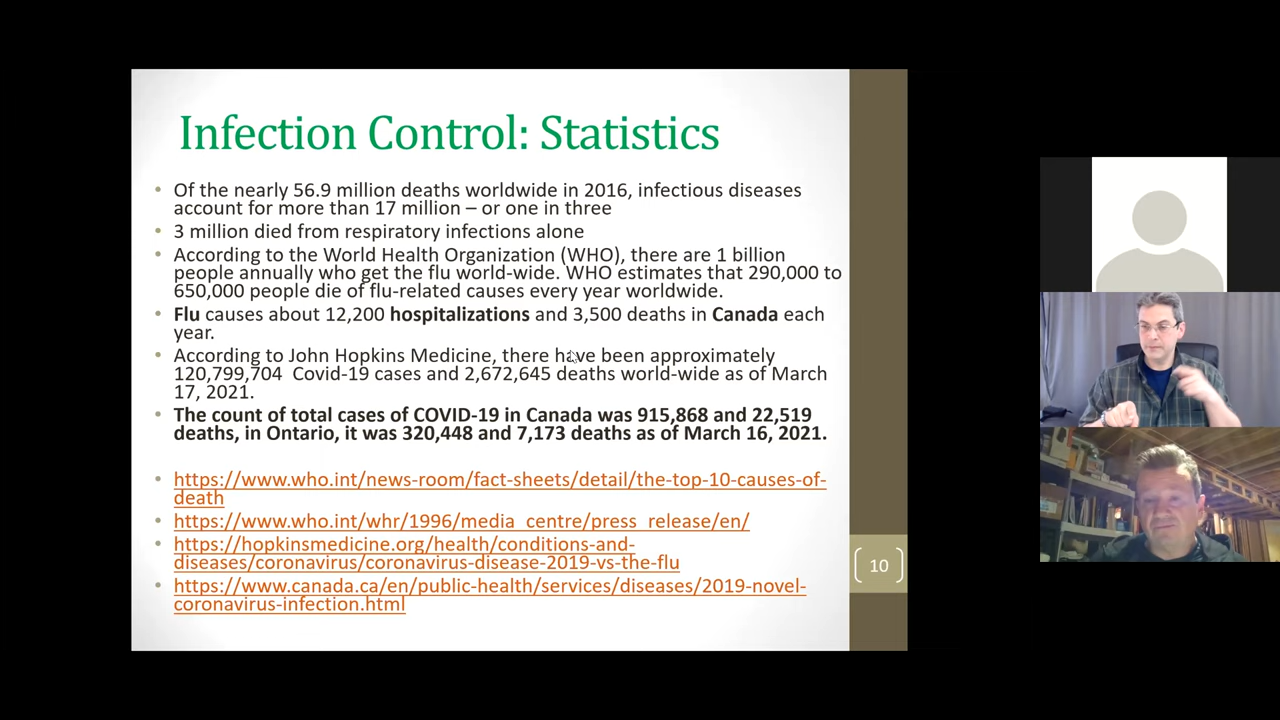 Infection Control: Statistics
• Of the nearly 56.9 million deaths worldwide in 2016, infectious diseases
account for more than 17 million – or one in three
• 3 million died from respiratory infections alone
• According to the World Health Organization (WHO), there are 1 billion
people annually who get the flu world-wide. WHO estimates that 290,000 to
650,000 people die of flu-related causes every year worldwide.
• Flu causes about 12,200 hospitalizations and 3,500 deaths in Canada each
year.
• According to John Hopkins Medicine, there have been approximately
120,799,704 Covid-19 cases and 2,672,645 deaths world-wide as of March
17, 2021.
• The count of total cases of COVID-19 in Canada was 915,868 and 22,519
deaths, in Ontario, it was 320,448 and 7,173 deaths as of March 16, 2021.
• https://www.who.int/news-room/fact-sheets/detail/the-top-10-causes-of-
death
• https://www.who.int/whr/1996/media_centre/press_release/en/
• https://hopkinsmedicine.org/health/conditions-and-
diseases/coronavirus/coronavirus-disease-2019-vs-the-flu
• https://www.canada.ca/en/public-health/services/diseases/2019-novel-
coronavirus-infection.html
10